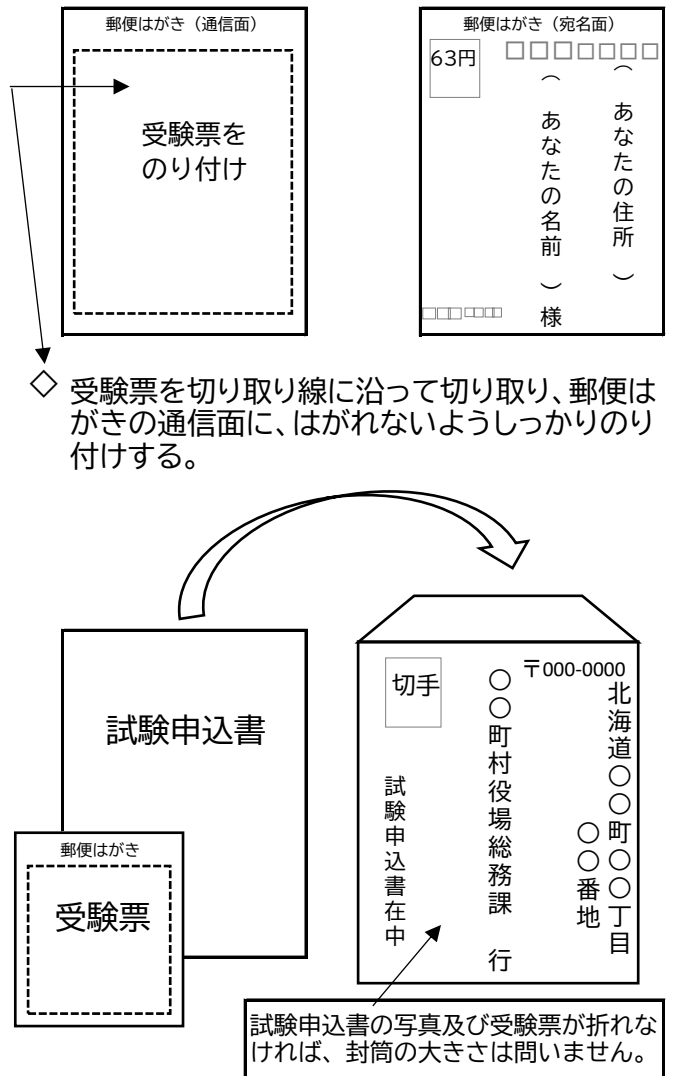 郵便はがき（通信面）
受験票を
のり付け
郵便はがき（宛名面）
63円
□□□□□□□
（ あなたの住所 ）
（ あなたの名前 ）様
□□□□□□□
◇ 受験票を切り取り線に沿って切り取り、郵便は
がきの通信面に、はがれないようしっかりのり
付けする。
試験申込書
郵便はがき
受験票
切手
〒000-0000
北海道〇〇町〇〇丁目
〇〇番地
〇〇町村役場総務課 行
試験申込書在中
試験申込書の写真及び受験票が折れな
ければ、封筒の大きさは問いません。